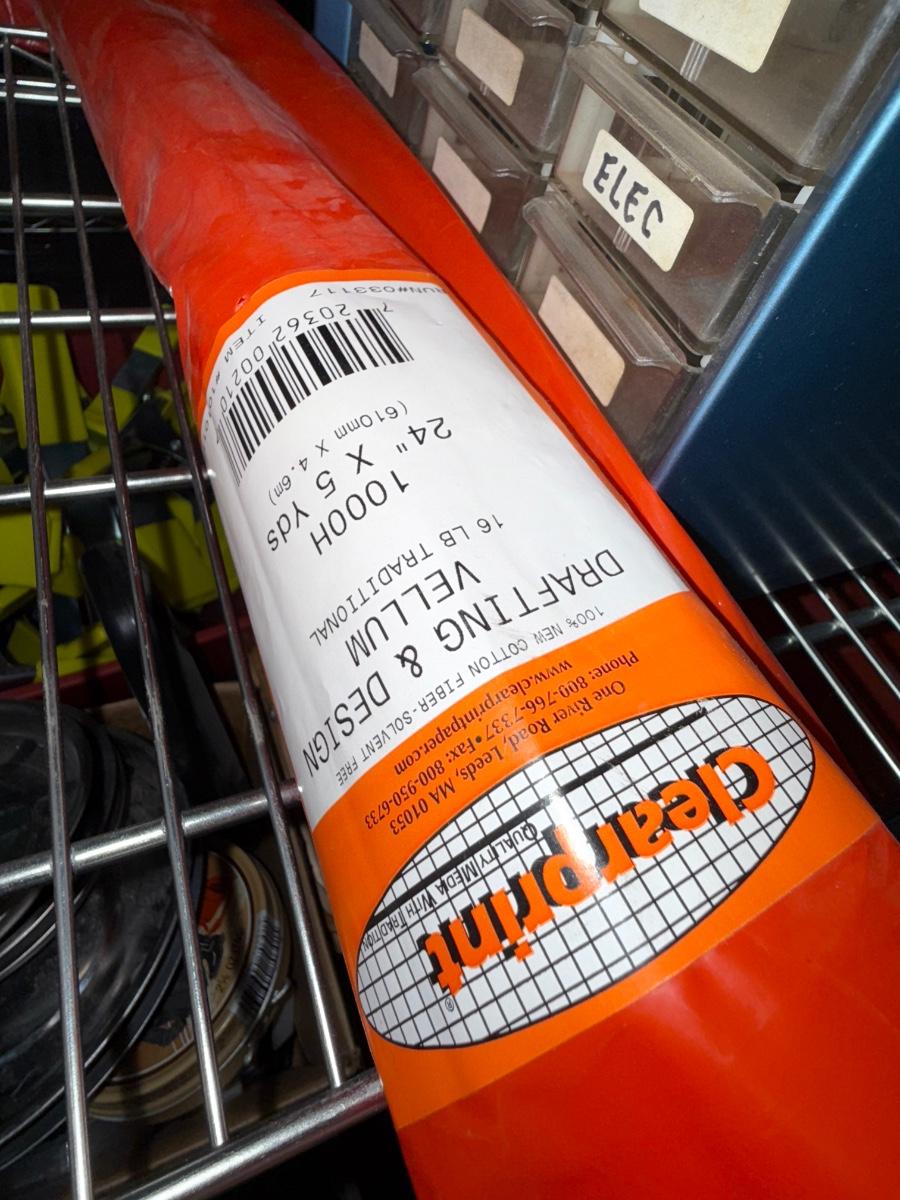 clearprint®
QUALITY MEDIA WITH TRADITION
One River Road, Leeds, MA 01053
Phone: 800-766-7337 • Fax: 800-950-6733
www.clearprintpaper.com
100% NEW COTTON FIBER-SOLVENT FREE
DRAFTING & DESIGN
VELLUM
16 LB TRADITIONAL
1000H
24" X 5 Yds
(610mm X 4.6m)
7 20362 00210
ITEM
RUN#033117
ELEC